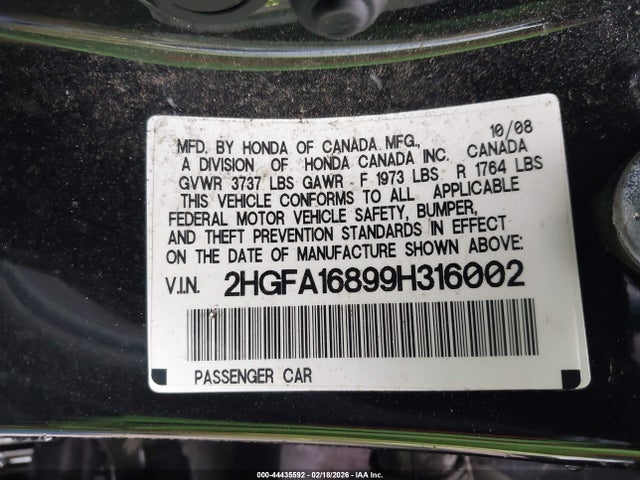 MFD. BY HONDA OF CANADA MFG., 10/08
A DIVISION OF HONDA CANADA INC. CANADA
GVWR 3737 LBS GAWR F 1973 LBS R 1764 LBS
THIS VEHICLE CONFORMS TO ALL APPLICABLE
FEDERAL MOTOR VEHICLE SAFETY, BUMPER,
AND THEFT PREVENTION STANDARDS IN EFFECT
ON THE DATE OF MANUFACTURE SHOWN ABOVE:
V.I.N. 2HGFA16899H316002
PASSENGER CAR
000-44435592 - 02/18/2026 - IAA Inc.